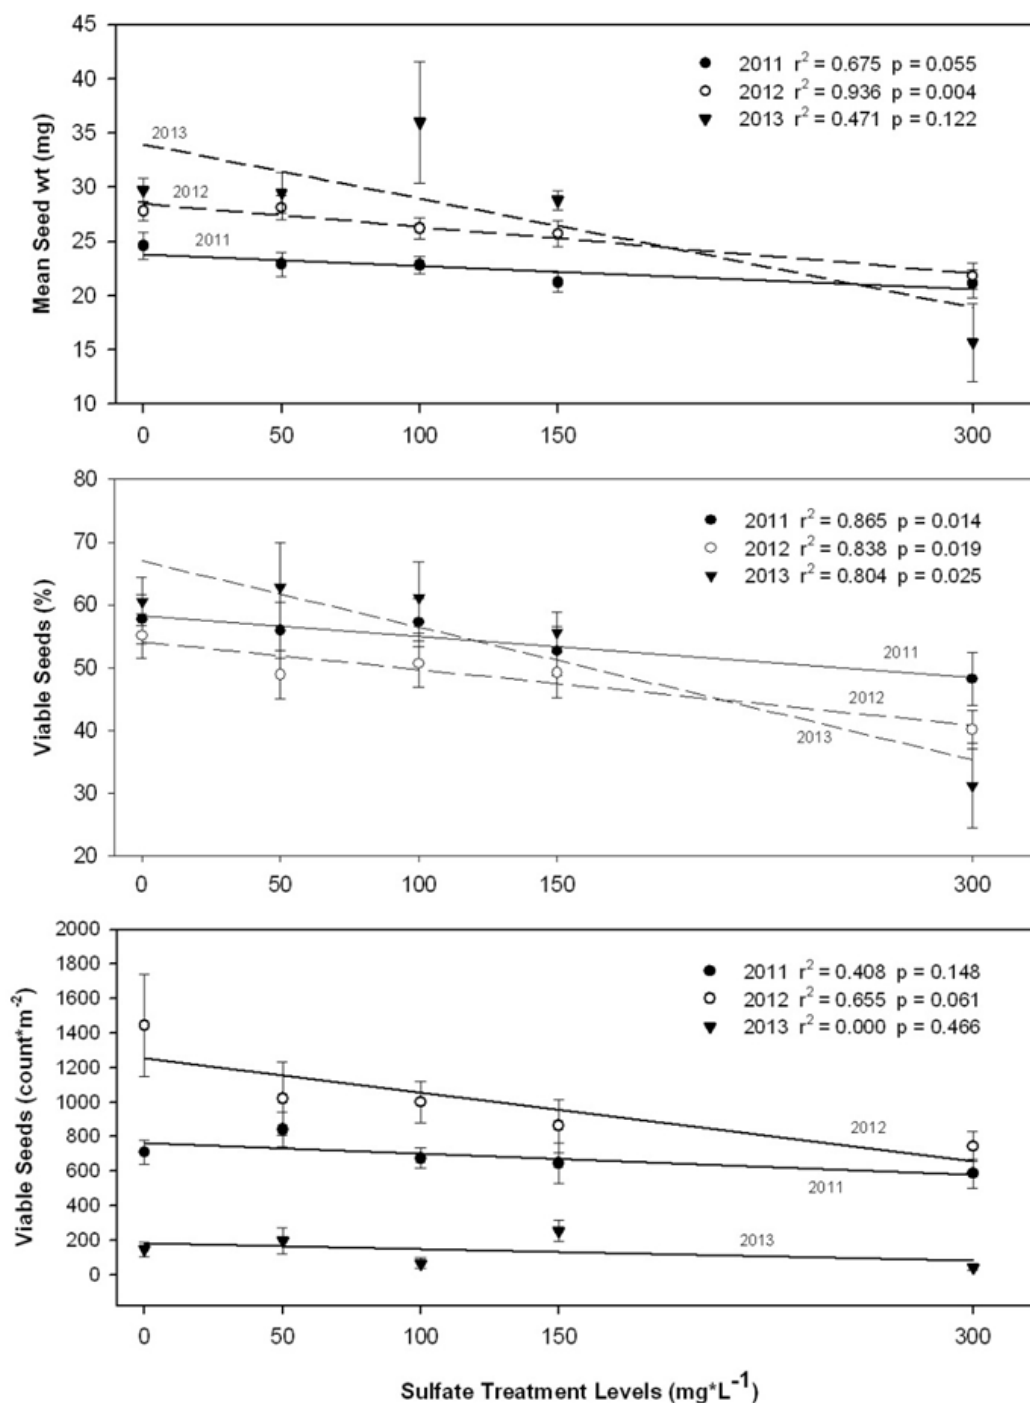 45
40
35
30
25
20
15
10
Mean Seed wt (mg)
● 2011 r² = 0.675 p = 0.055
○ 2012 r² = 0.936 p = 0.004
▼ 2013 r² = 0.471 p = 0.122
2013
2012
2011
0 50 100 150 300
80
70
60
50
40
30
20
Viable Seeds (%)
● 2011 r² = 0.865 p = 0.014
○ 2012 r² = 0.838 p = 0.019
▼ 2013 r² = 0.804 p = 0.025
2011
2012
2013
0 50 100 150 300
2000
1800
1600
1400
1200
1000
800
600
400
200
0
Viable Seeds (count*m⁻²)
● 2011 r² = 0.408 p = 0.148
○ 2012 r² = 0.655 p = 0.061
▼ 2013 r² = 0.000 p = 0.466
2012
2011
2013
0 50 100 150 300
Sulfate Treatment Levels (mg*L⁻¹)